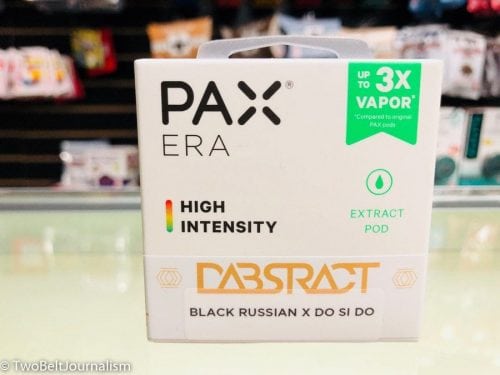 PAX®
ERA
UP TO 3X
VAPOR*
*Compared to original
PAX pods
HIGH
INTENSITY
EXTRACT
POD
DABSTRACT
BLACK RUSSIAN X DO SI DO
© TwoBeltJournalism